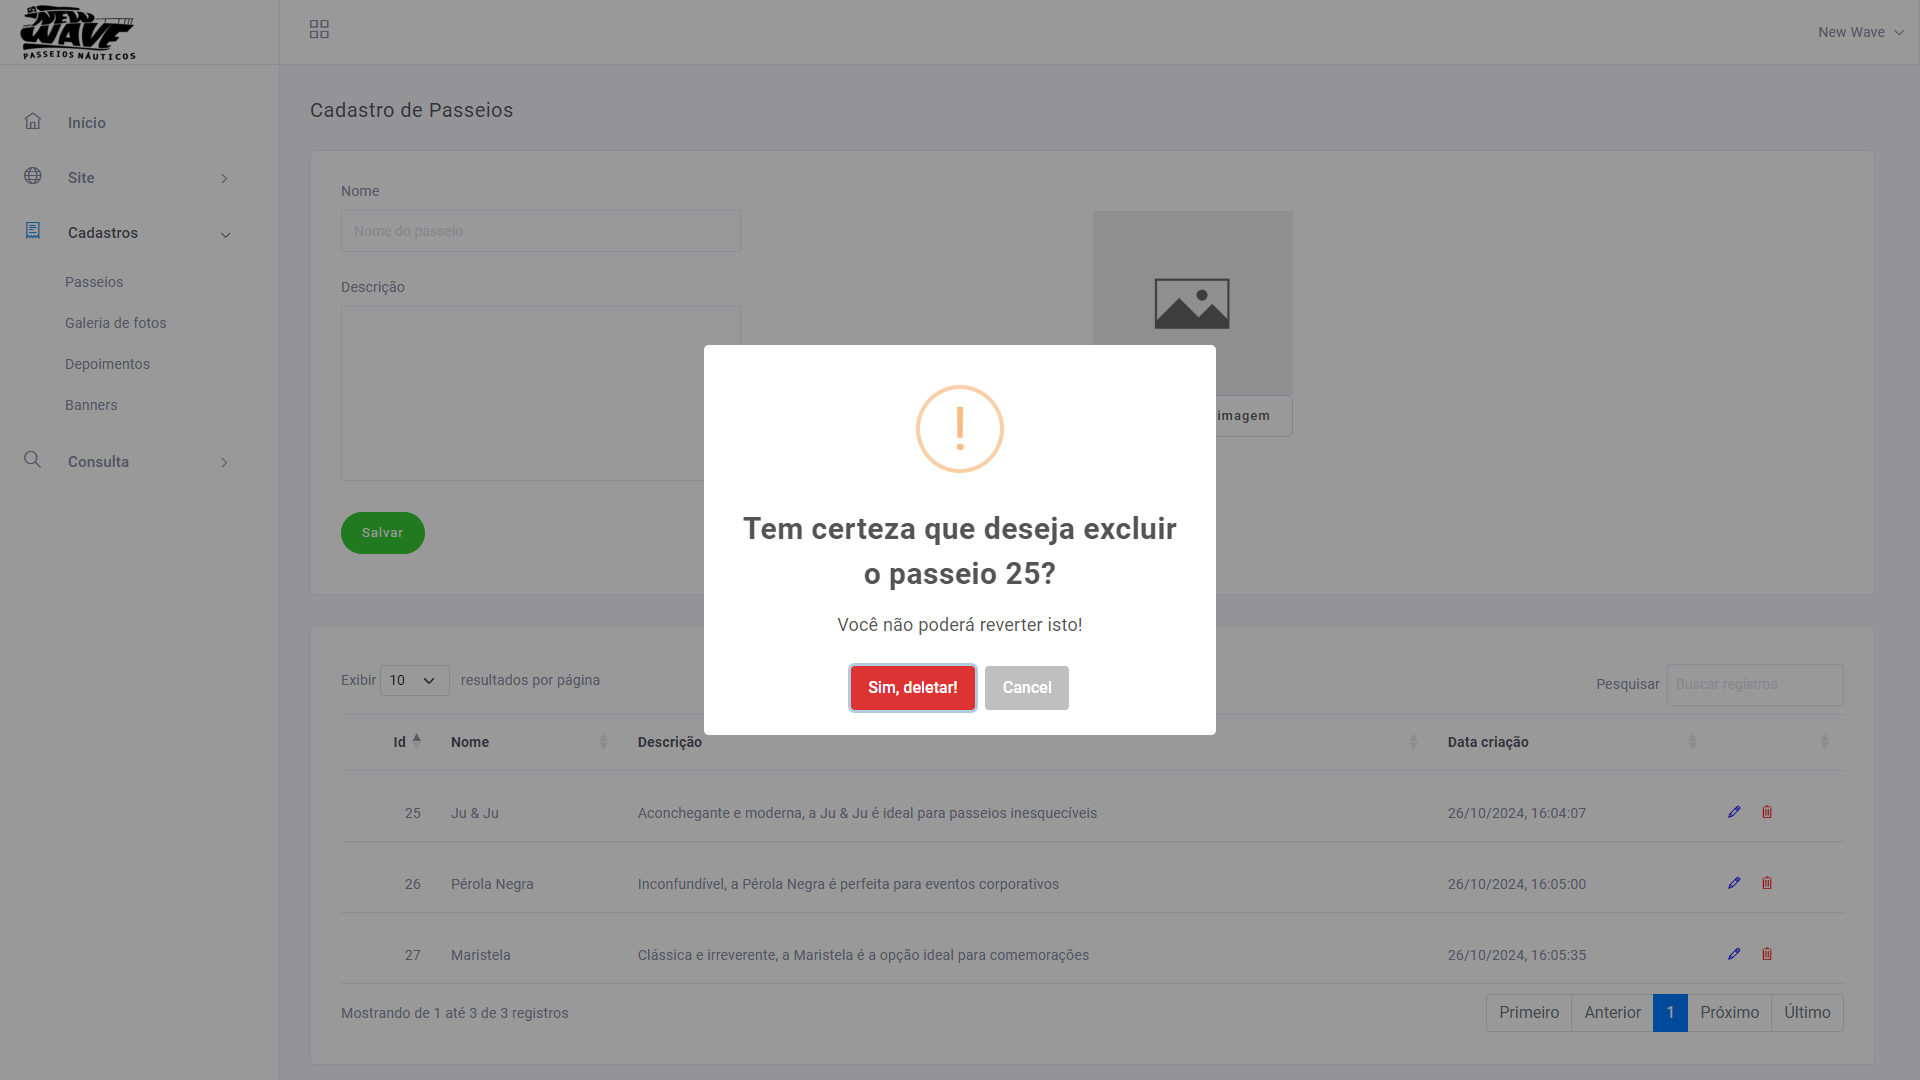 NEW WAVE
PASSEIOS NÁUTICOS
New Wave
Início
Site
Cadastros
Passeios
Galeria de fotos
Depoimentos
Banners
Consulta
Cadastro de Passeios
Nome
Nome do passeio
Descrição
imagem
Salvar
Tem certeza que deseja excluir
o passeio 25?
Você não poderá reverter isto!
Sim, deletar! Cancel
Exibir 10 resultados por página
Pesquisar Buscar registros
Id Nome Descrição Data criação
25 Ju & Ju Aconchegante e moderna, a Ju & Ju é ideal para passeios inesquecíveis 26/10/2024, 16:04:07
26 Pérola Negra Inconfundível, a Pérola Negra é perfeita para eventos corporativos 26/10/2024, 16:05:00
27 Maristela Clássica e irreverente, a Maristela é a opção ideal para comemorações 26/10/2024, 16:05:35
Mostrando de 1 até 3 de 3 registros
Primeiro Anterior 1 Próximo Último